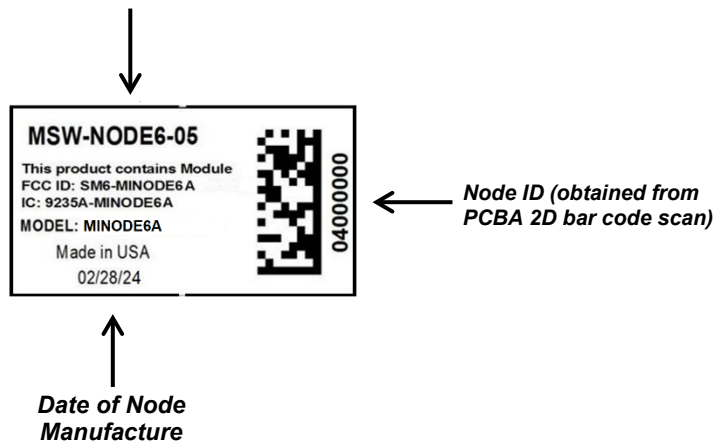 MSW-NODE6-05
This product contains Module
FCC ID: SM6-MINODE6A
IC: 9235A-MINODE6A
MODEL: MINODE6A
Made in USA
02/28/24
04000000
Node ID (obtained from
PCBA 2D bar code scan)
Date of Node
Manufacture